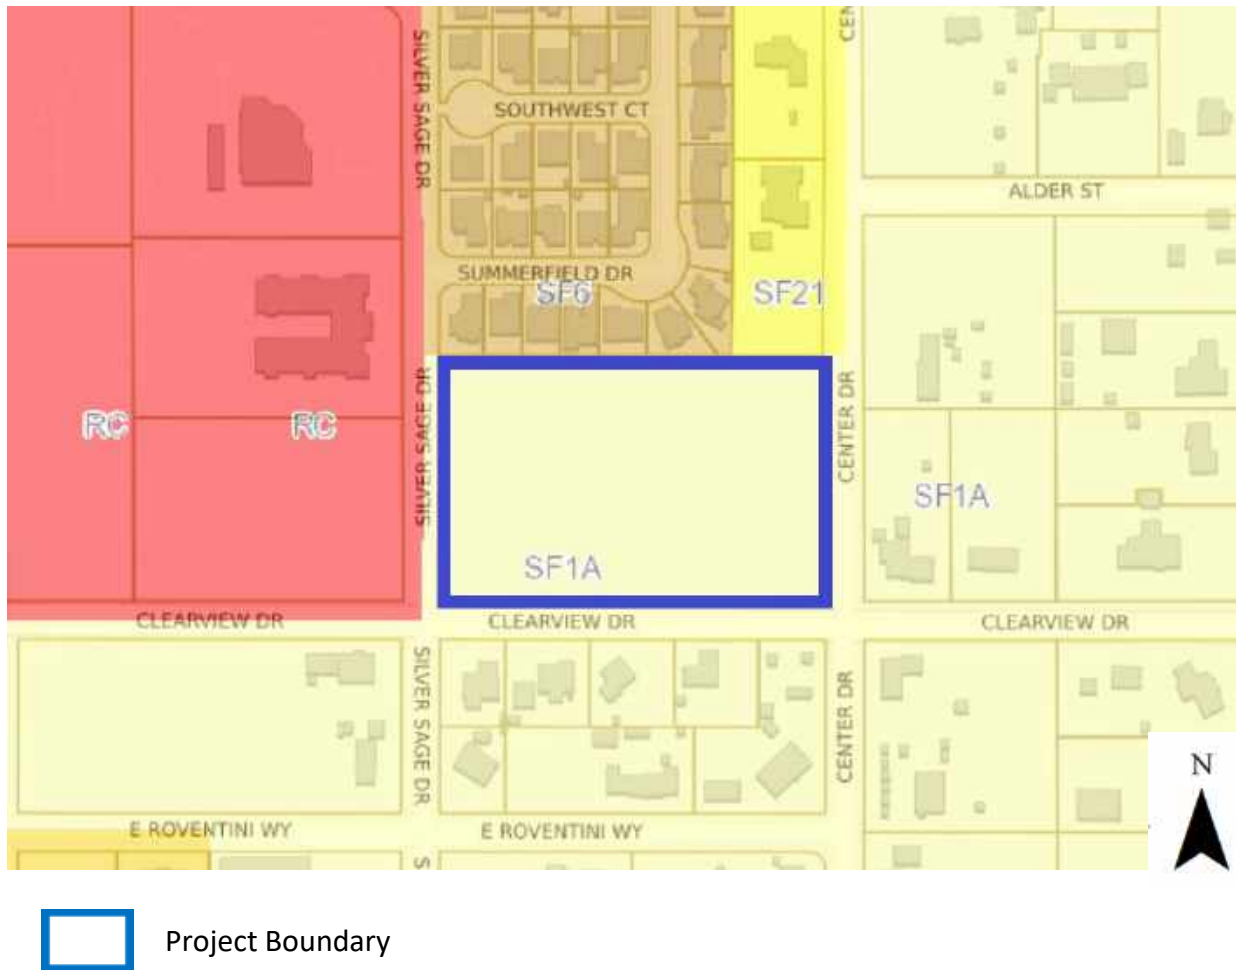 SILVER SAGE DR
CEN
SOUTHWEST CT
ALDER ST
SUMMERFIELD DR
SF6
SF21
SILVER SAGE DR
CENTER DR
RC
RC
SF1A
SF1A
CLEARVIEW DR
CLEARVIEW DR
CLEARVIEW DR
SILVER SAGE DR
CENTER DR
N
E ROVENTINI WY
E ROVENTINI WY
S
Project Boundary